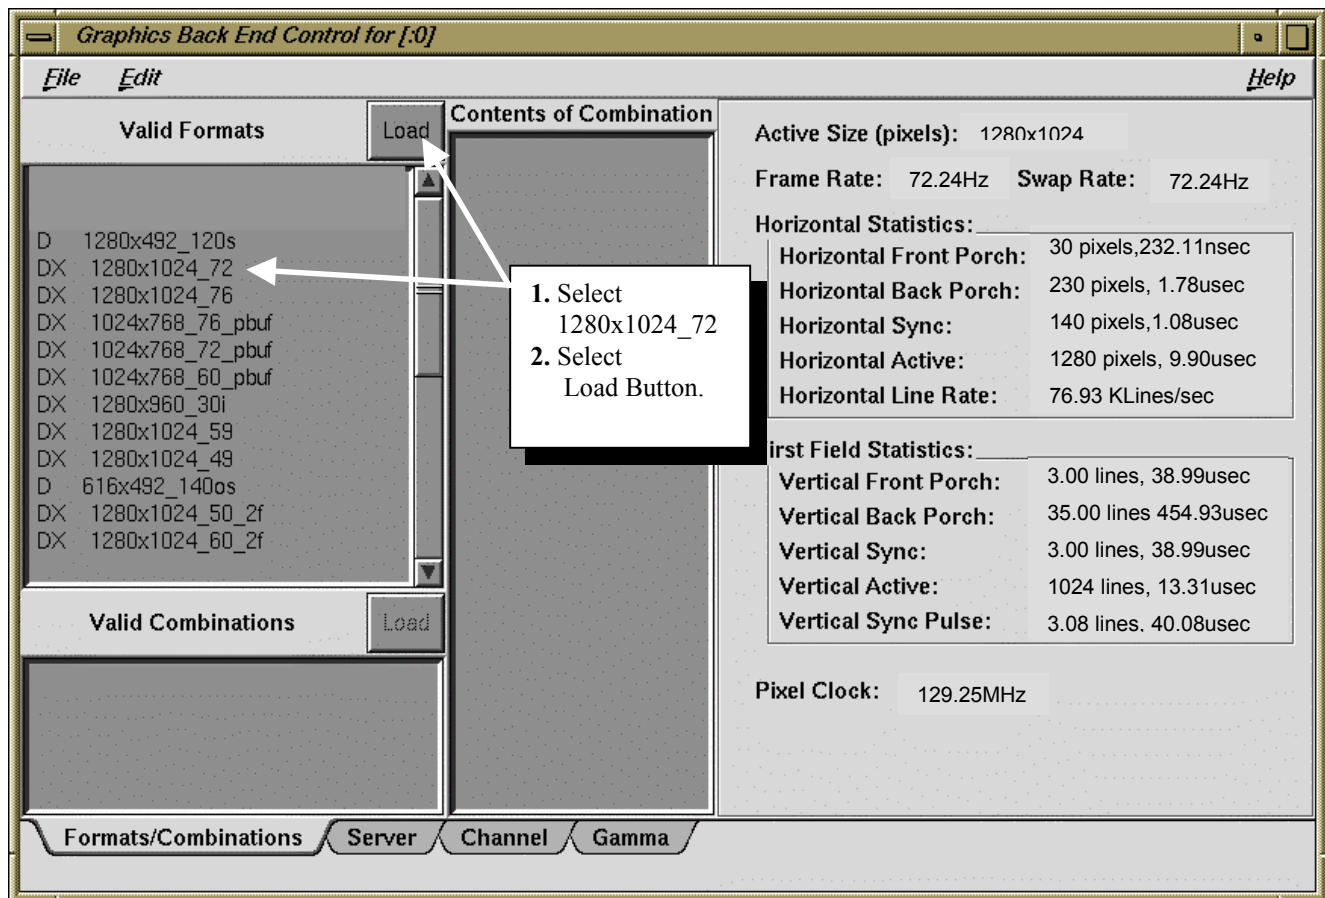 Graphics Back End Control for [:0]
File Edit Help
Valid Formats
Load
D 1280x492_120s
DX 1280x1024_72
DX 1280x1024_76
DX 1024x768_76_pbuf
DX 1024x768_72_pbuf
DX 1024x768_60_pbuf
DX 1280x960_30i
DX 1280x1024_59
DX 1280x1024_49
D 616x492_140os
DX 1280x1024_50_2f
DX 1280x1024_60_2f
Valid Combinations
Load
Contents of Combination
1. Select
1280x1024_72
2. Select
Load Button.
Active Size (pixels): 1280x1024
Frame Rate: 72.24Hz Swap Rate: 72.24Hz
Horizontal Statistics:
Horizontal Front Porch: 30 pixels,232.11nsec
Horizontal Back Porch: 230 pixels, 1.78usec
Horizontal Sync: 140 pixels,1.08usec
Horizontal Active: 1280 pixels, 9.90usec
Horizontal Line Rate: 76.93 KLines/sec
irst Field Statistics:
Vertical Front Porch: 3.00 lines, 38.99usec
Vertical Back Porch: 35.00 lines 454.93usec
Vertical Sync: 3.00 lines, 38.99usec
Vertical Active: 1024 lines, 13.31usec
Vertical Sync Pulse: 3.08 lines, 40.08usec
Pixel Clock: 129.25MHz
Formats/Combinations Server Channel Gamma